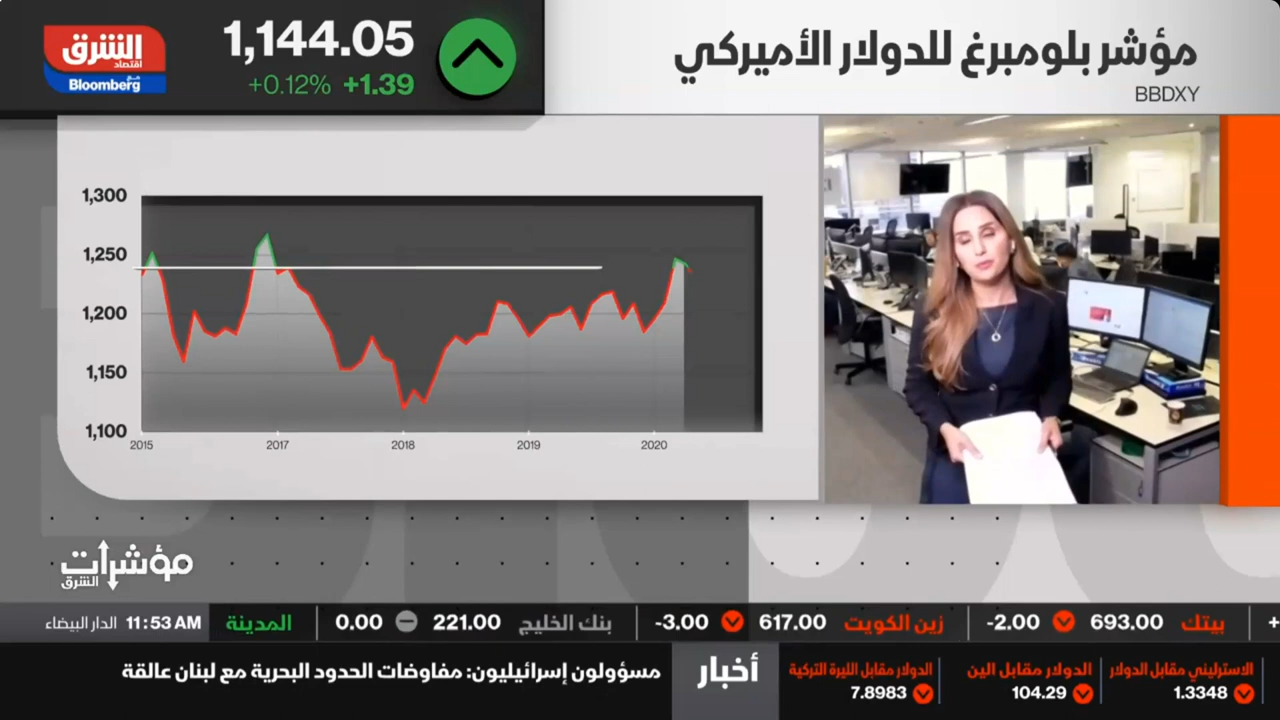 مؤشر بلومبرغ للدولار الأميركي
BBDXY
1,144.05
+0.12% +1.39
الشرق
اقتصاد
Bloomberg
1,300
1,250
1,200
1,150
1,100
2015 2017 2018 2019 2020
مؤشرات
الشرق
بيتك 693.00 -2.00
زين الكويت 617.00 -3.00
بنك الخليج 221.00 0.00
المدينة
11:53 AM الدار البيضاء
الاسترليني مقابل الدولار
1.3348
الدولار مقابل الين
104.29
الدولار مقابل الليرة التركية
7.8983
أخبار
مسؤولون إسرائيليون: مفاوضات الحدود البحرية مع لبنان عالقة